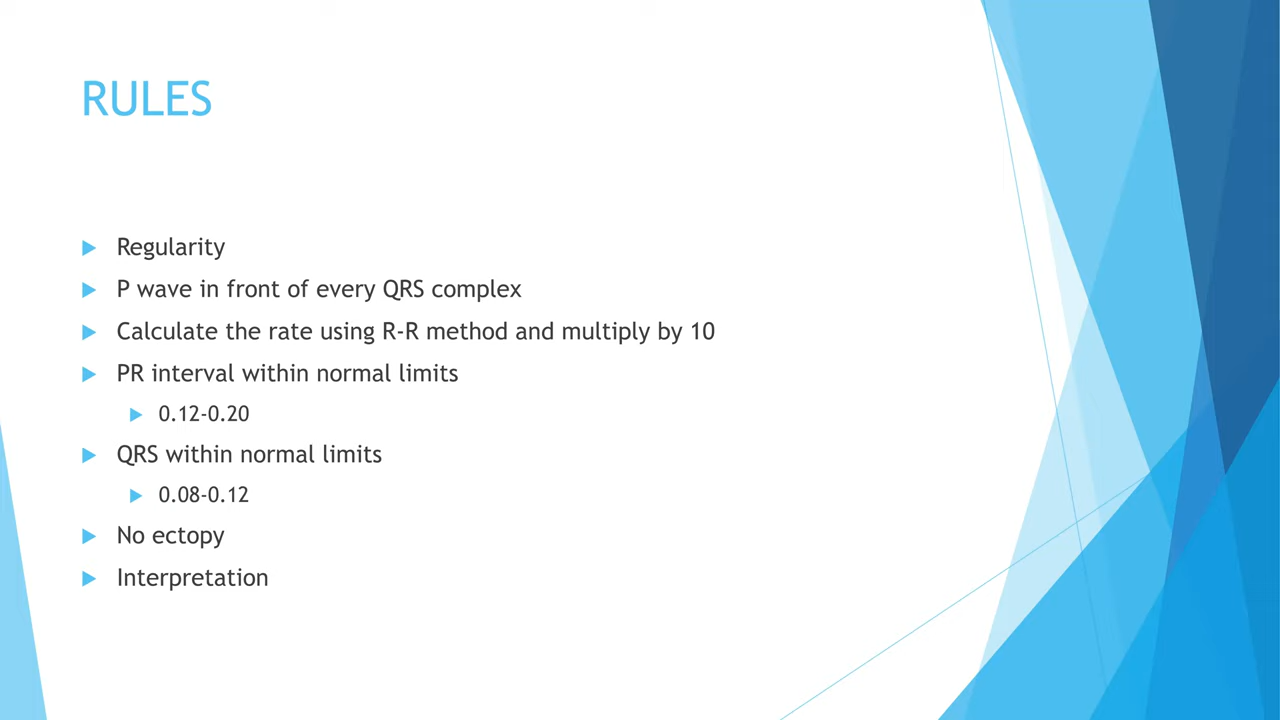 RULES
Regularity
P wave in front of every QRS complex
Calculate the rate using R-R method and multiply by 10
PR interval within normal limits
0.12-0.20
QRS within normal limits
0.08-0.12
No ectopy
Interpretation